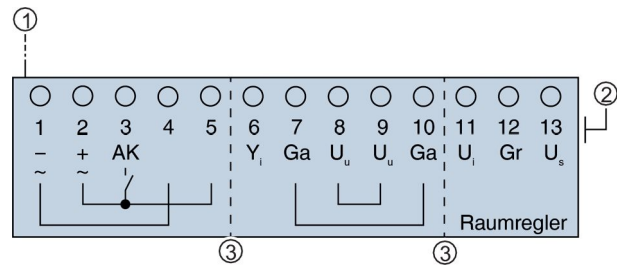 ①
②
1 2 3 4 5 6 7 8 9 10 11 12 13
– + AK Yi Ga Uu Uu Ga Ui Gr Us
~ ~
Raumregler
③ ③